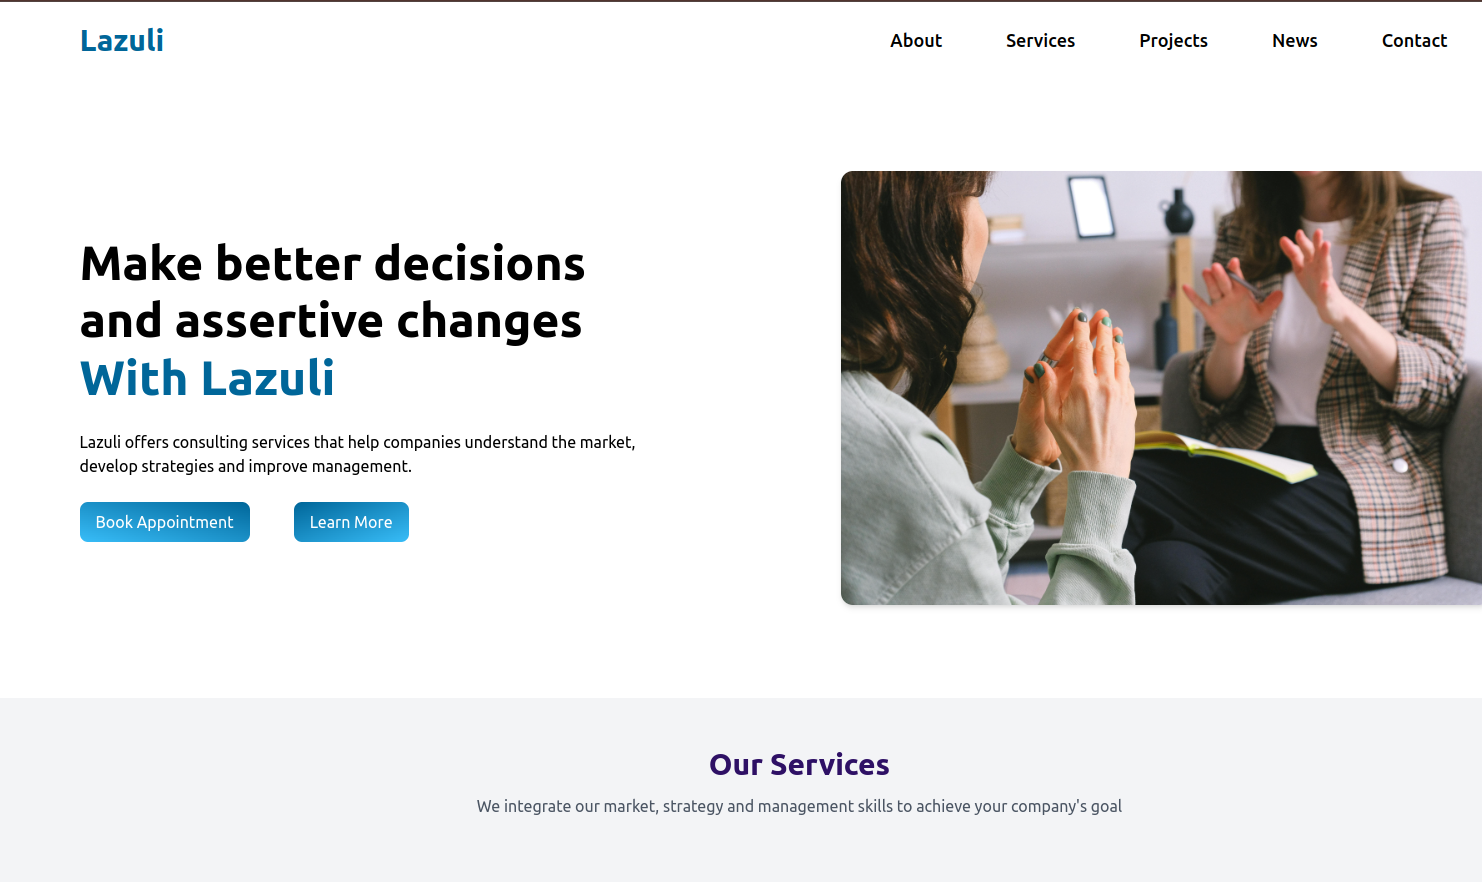 Lazuli
About
Services
Projects
News
Contact
Make better decisions
and assertive changes
With Lazuli
Lazuli offers consulting services that help companies understand the market,
develop strategies and improve management.
Book Appointment
Learn More
Our Services
We integrate our market, strategy and management skills to achieve your company's goal